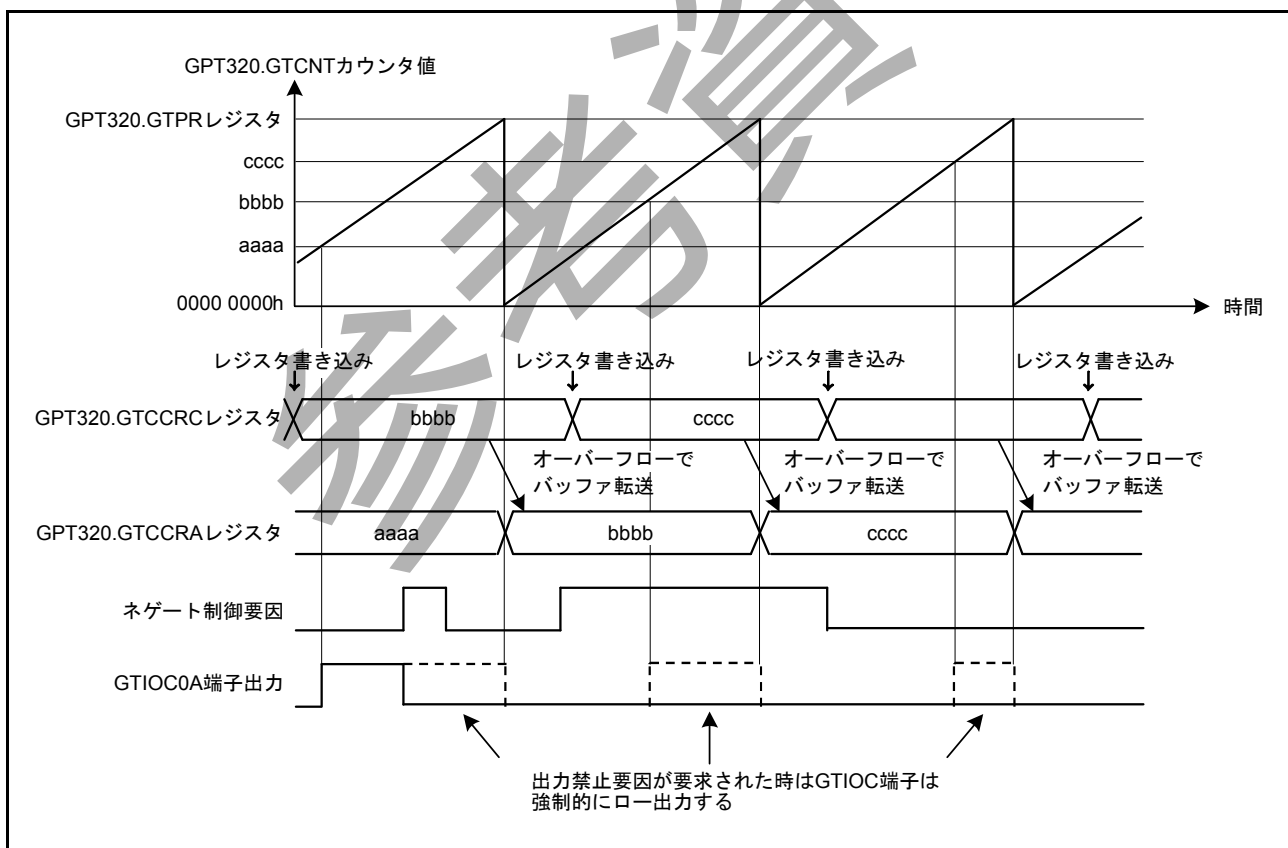 GPT320.GTCNTカウンタ値
GPT320.GTPRレジスタ
cccc
bbbb
aaaa
0000 0000h
時間
レジスタ書き込み
レジスタ書き込み
レジスタ書き込み
レジスタ書き込み
GPT320.GTCCRCレジスタ
bbbb
cccc
オーバーフローで
バッファ転送
オーバーフローで
バッファ転送
オーバーフローで
バッファ転送
GPT320.GTCCRAレジスタ
aaaa
bbbb
cccc
ネゲート制御要因
GTIOC0A端子出力
出力禁止要因が要求された時はGTIOC端子は
強制的にロー出力する
参考資